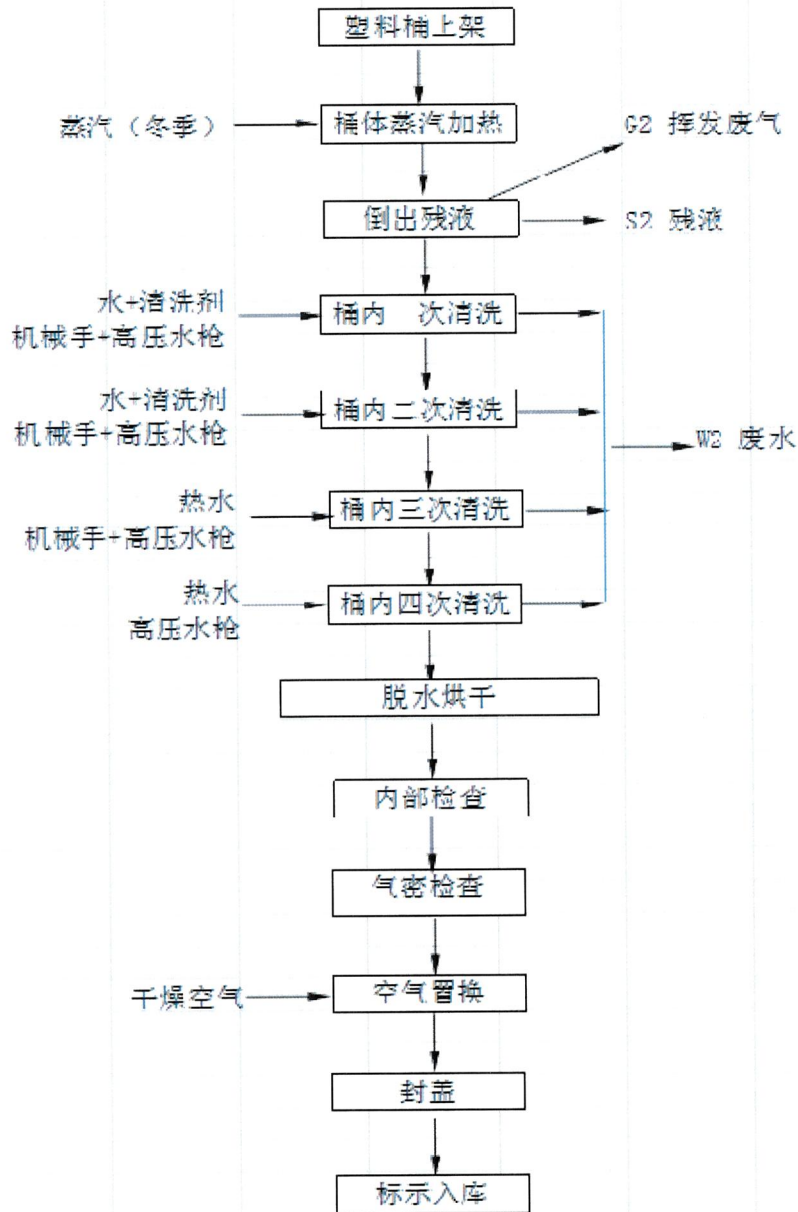 塑料桶上架
蒸汽（冬季）
桶体蒸汽加热
G2 挥发废气
倒出残液
S2 残液
水+清洗剂
机械手+高压水枪
桶内 次清洗
水+清洗剂
机械手+高压水枪
桶内二次清洗
W2 废水
热水
机械手+高压水枪
桶内三次清洗
热水
高压水枪
桶内四次清洗
脱水烘干
内部检查
气密检查
干燥空气
空气置换
封盖
标示入库